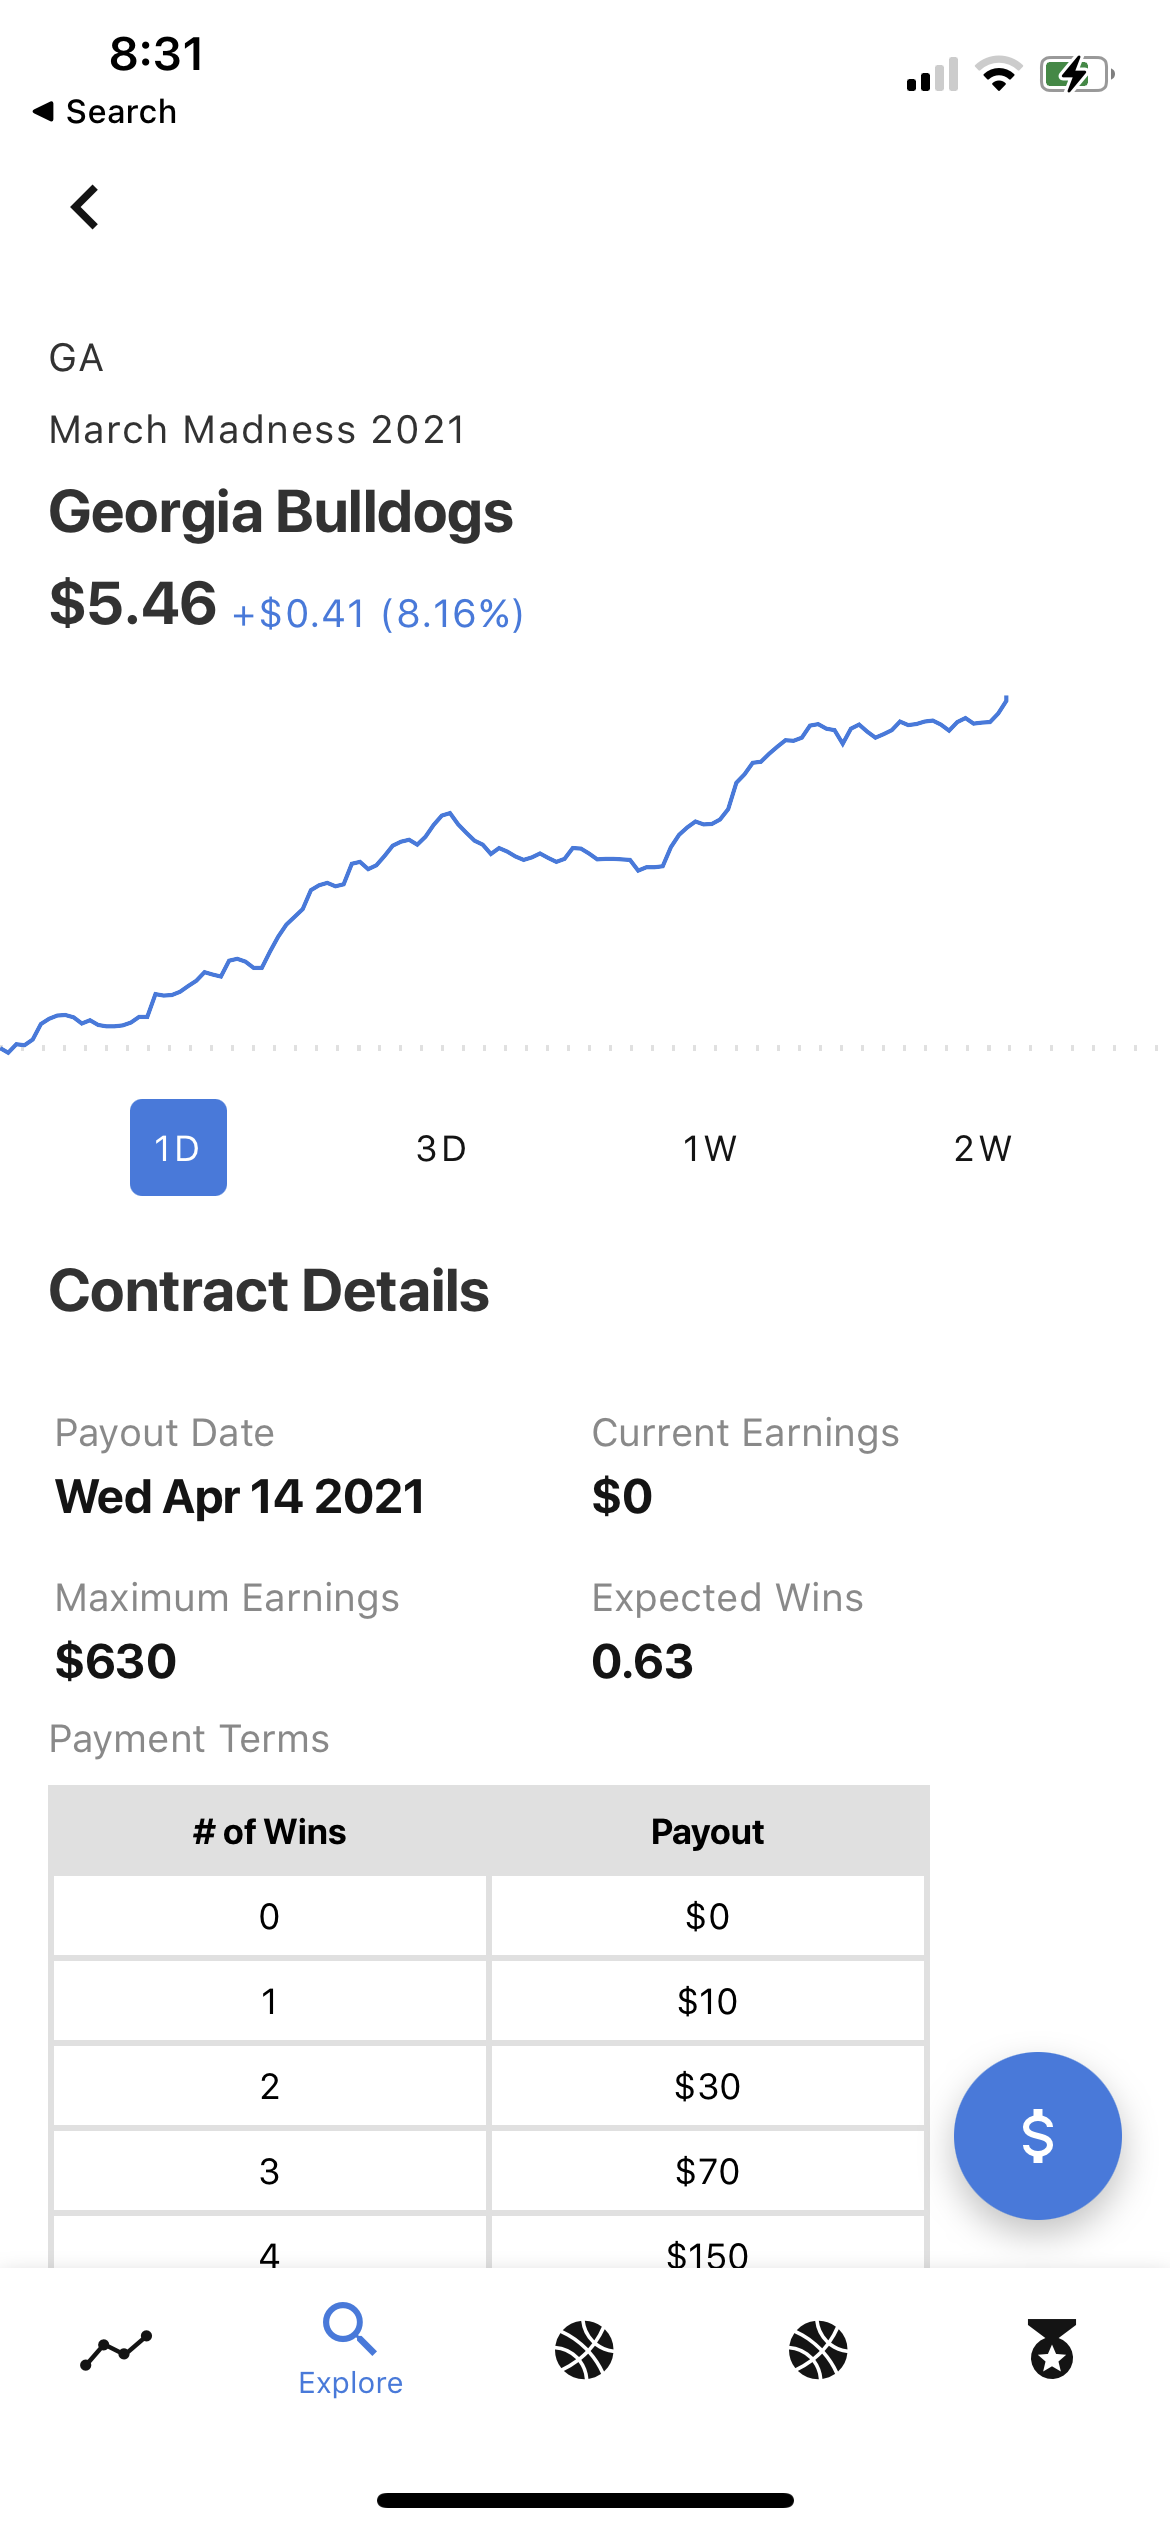 8:31
Search
GA
March Madness 2021
Georgia Bulldogs
$5.46 +$0.41 (8.16%)
1D 3D 1W 2W
Contract Details
Payout Date Current Earnings
Wed Apr 14 2021 $0
Maximum Earnings Expected Wins
$630 0.63
Payment Terms
# of Wins Payout
0 $0
1 $10
2 $30
3 $70
4 $150
$
Explore